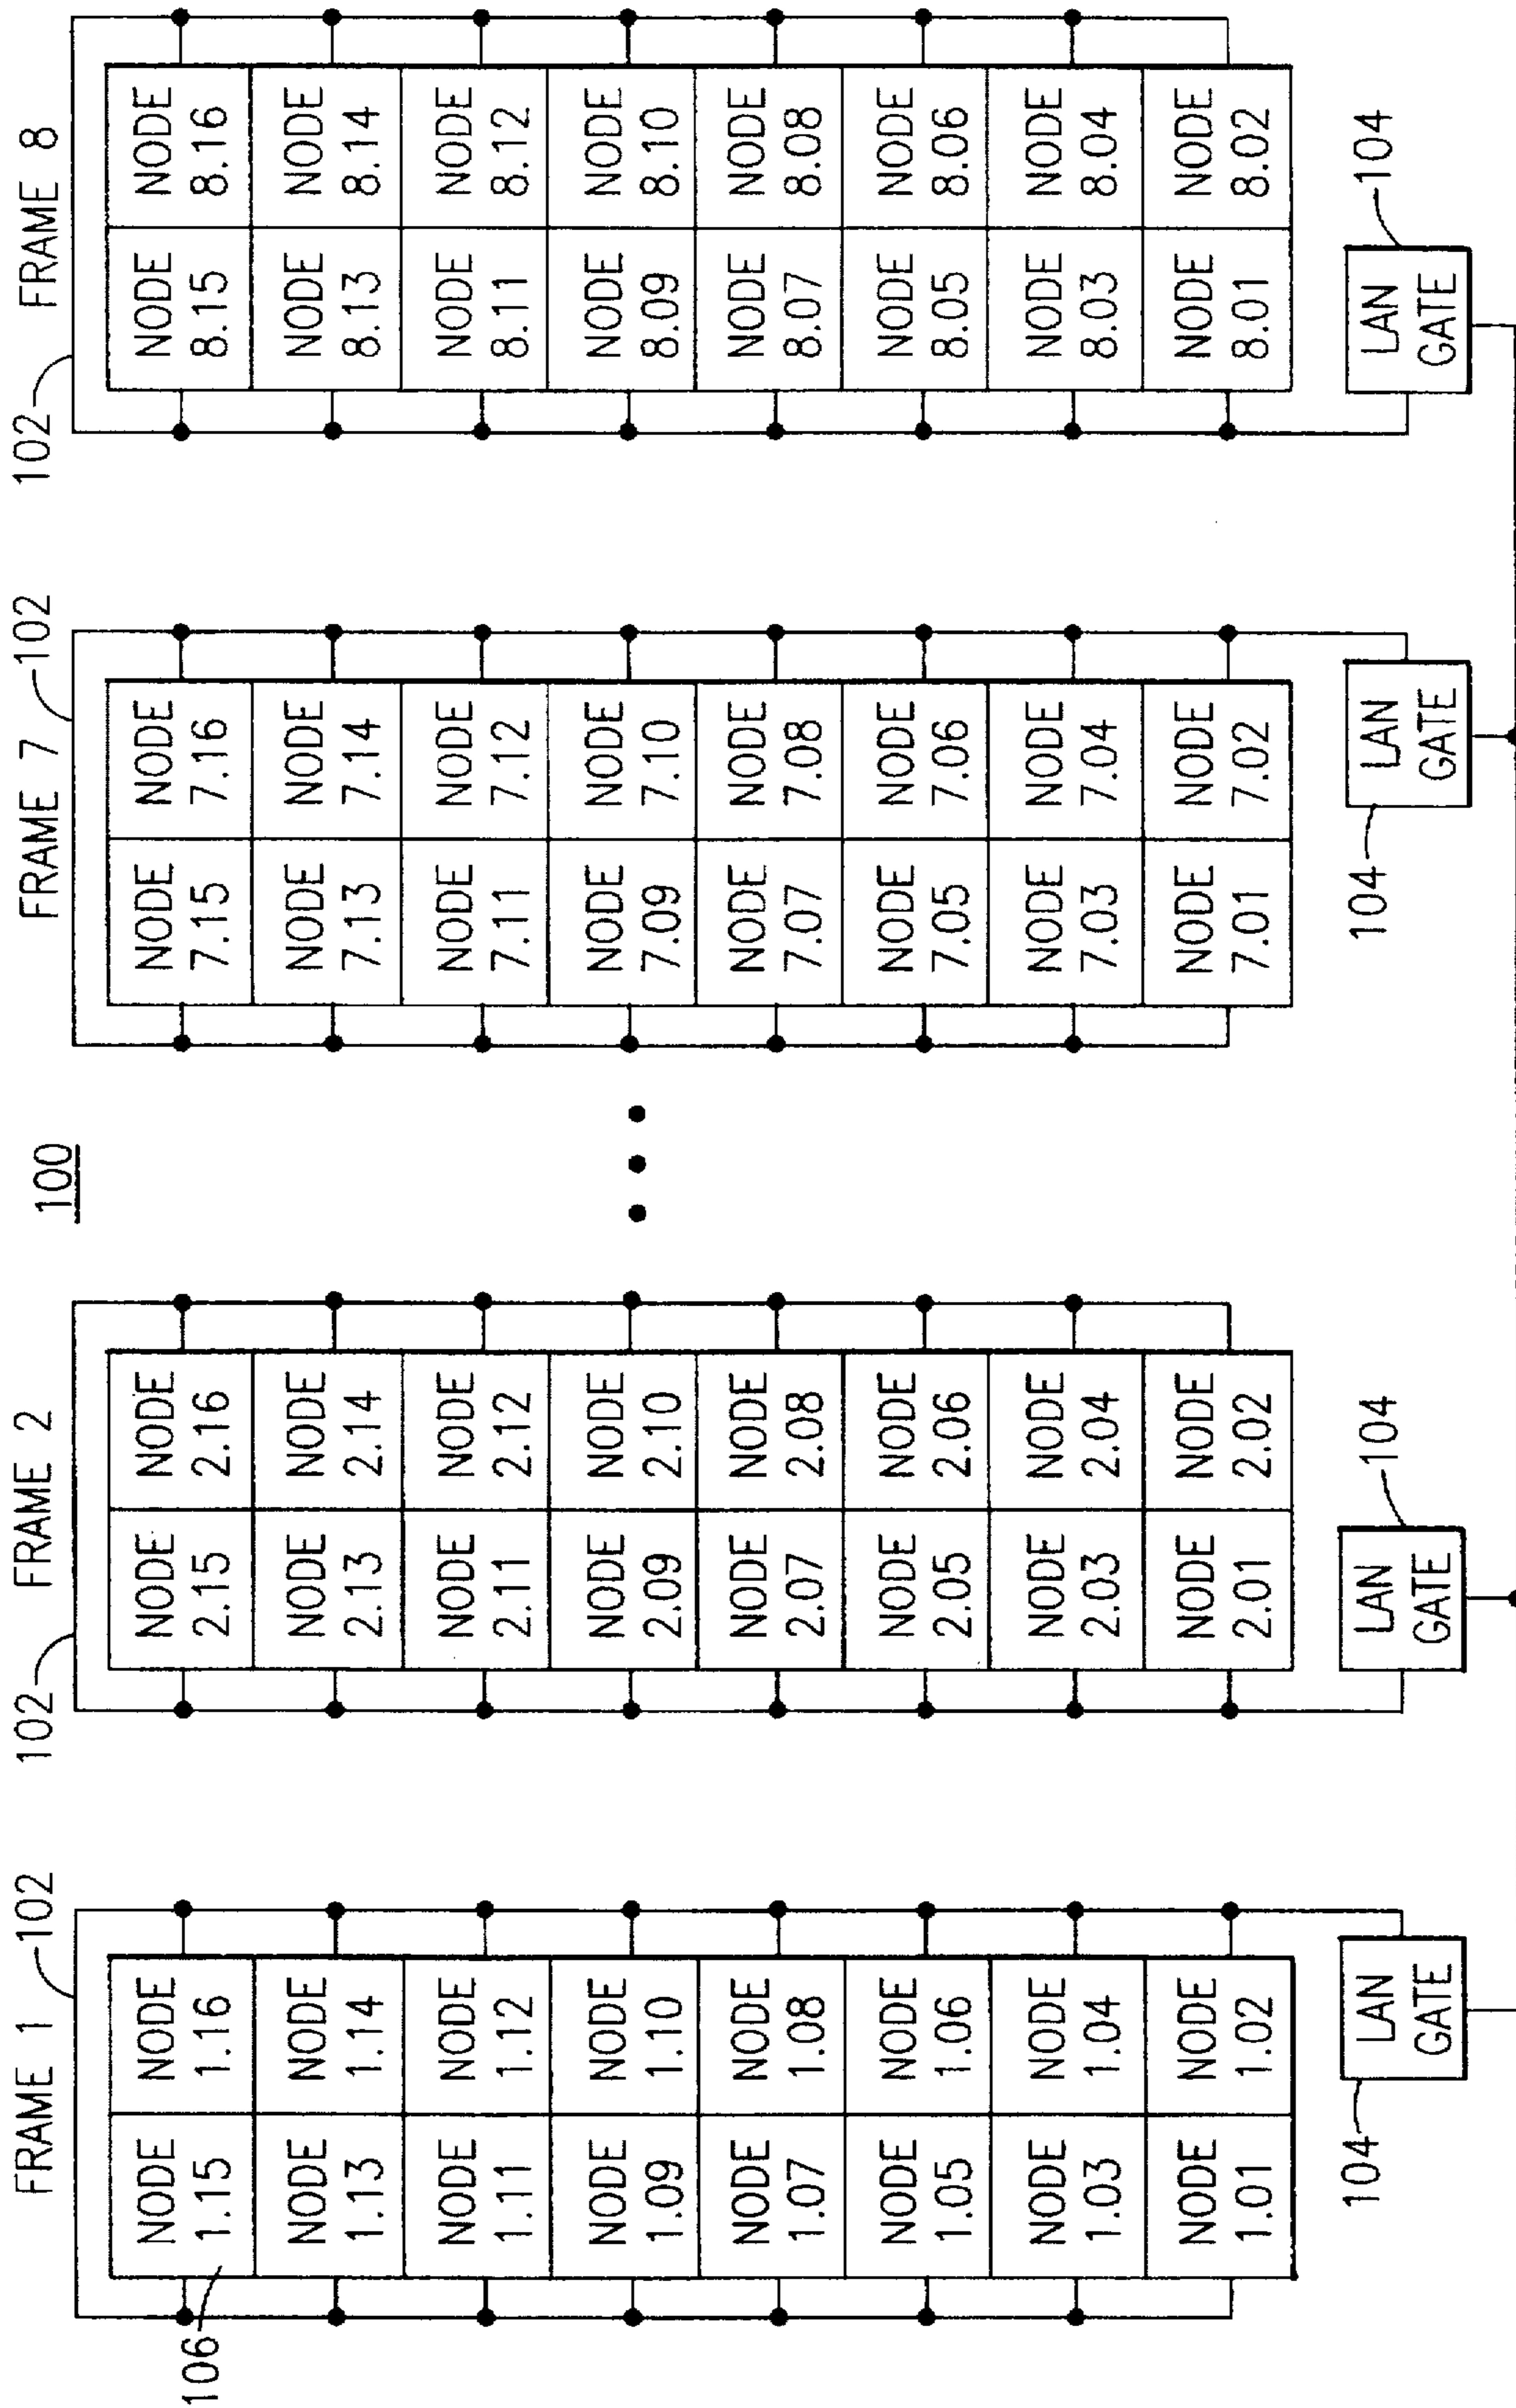 100
FRAME 1
102
NODE
1.15
NODE
1.16
NODE
1.13
NODE
1.14
NODE
1.11
NODE
1.12
NODE
1.09
NODE
1.10
NODE
1.07
NODE
1.08
NODE
1.05
NODE
1.06
NODE
1.03
NODE
1.04
NODE
1.01
NODE
1.02
106
104
LAN
GATE
102
FRAME 2
NODE
2.15
NODE
2.16
NODE
2.13
NODE
2.14
NODE
2.11
NODE
2.12
NODE
2.09
NODE
2.10
NODE
2.07
NODE
2.08
NODE
2.05
NODE
2.06
NODE
2.03
NODE
2.04
NODE
2.01
NODE
2.02
LAN
GATE
104
FRAME 7
102
NODE
7.15
NODE
7.16
NODE
7.13
NODE
7.14
NODE
7.11
NODE
7.12
NODE
7.09
NODE
7.10
NODE
7.07
NODE
7.08
NODE
7.05
NODE
7.06
NODE
7.03
NODE
7.04
NODE
7.01
NODE
7.02
104
LAN
GATE
102
FRAME 8
NODE
8.15
NODE
8.16
NODE
8.13
NODE
8.14
NODE
8.11
NODE
8.12
NODE
8.09
NODE
8.10
NODE
8.07
NODE
8.08
NODE
8.05
NODE
8.06
NODE
8.03
NODE
8.04
NODE
8.01
NODE
8.02
LAN
GATE
104